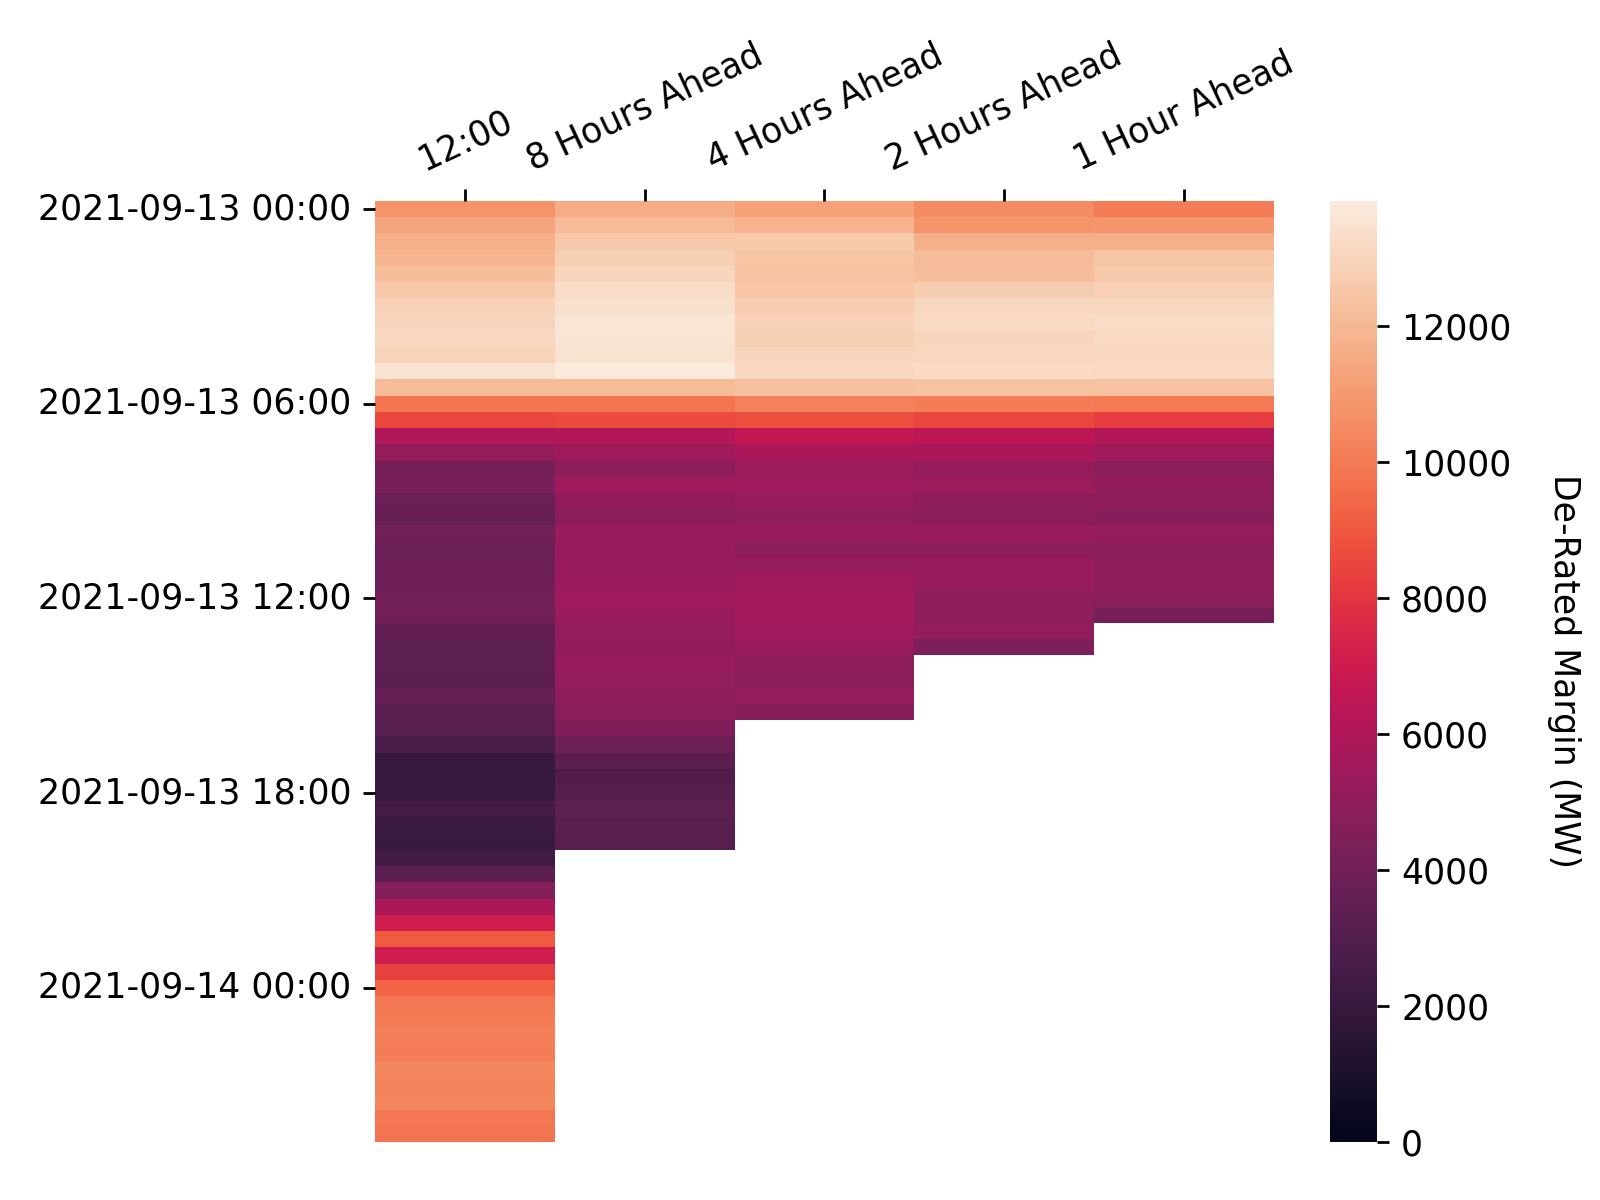 12:00
8 Hours Ahead
4 Hours Ahead
2 Hours Ahead
1 Hour Ahead
2021-09-13 00:00
2021-09-13 06:00
2021-09-13 12:00
2021-09-13 18:00
2021-09-14 00:00
12000
10000
8000
6000
4000
2000
0
De-Rated Margin (MW)